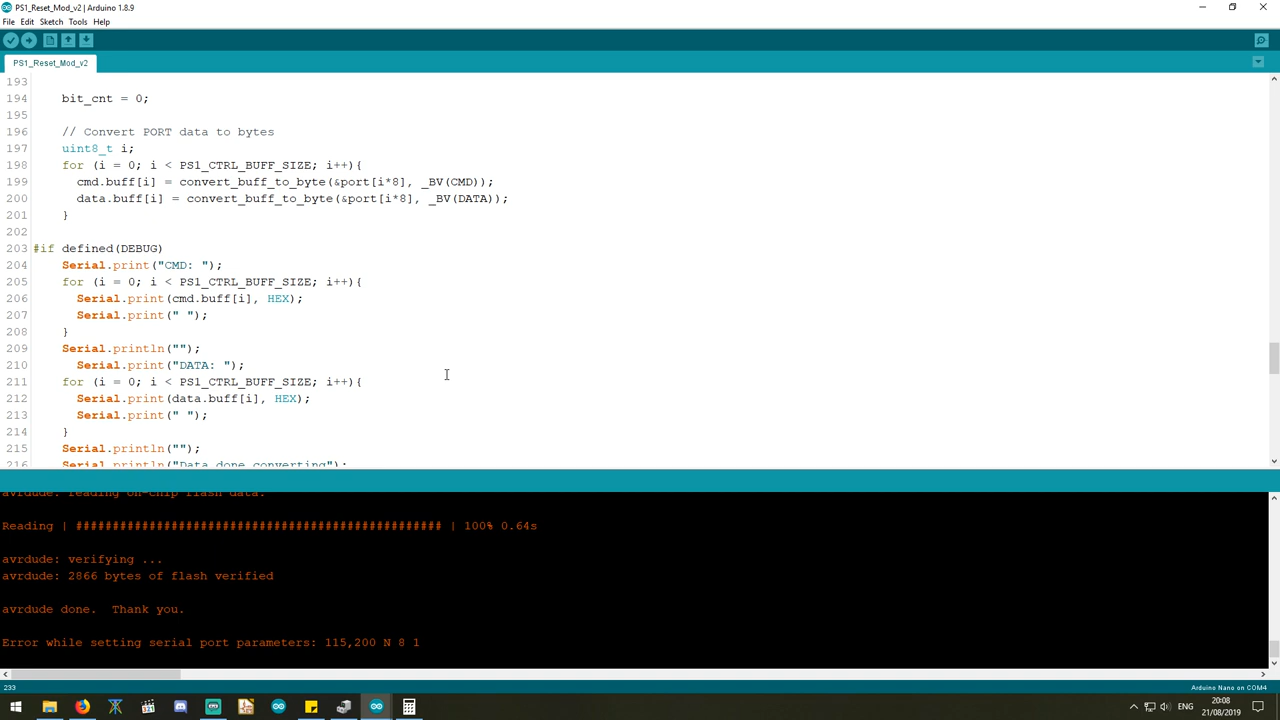 PS1_Reset_Mod_v2 | Arduino 1.8.9
File Edit Sketch Tools Help
PS1_Reset_Mod_v2
193
194 bit_cnt = 0;
195
196 // Convert PORT data to bytes
197 uint8_t i;
198 for (i = 0; i < PS1_CTRL_BUFF_SIZE; i++){
199 cmd.buff[i] = convert_buff_to_byte(&port[i*8], _BV(CMD));
200 data.buff[i] = convert_buff_to_byte(&port[i*8], _BV(DATA));
201 }
202
203 #if defined(DEBUG)
204 Serial.print("CMD: ");
205 for (i = 0; i < PS1_CTRL_BUFF_SIZE; i++){
206 Serial.print(cmd.buff[i], HEX);
207 Serial.print(" ");
208 }
209 Serial.println("");
210 Serial.print("DATA: ");
211 for (i = 0; i < PS1_CTRL_BUFF_SIZE; i++){
212 Serial.print(data.buff[i], HEX);
213 Serial.print(" ");
214 }
215 Serial.println("");
216 Serial.println("Data done converting");
avrdude: reading on-chip flash data:
Reading | ################################################## | 100% 0.64s
avrdude: verifying ...
avrdude: 2866 bytes of flash verified
avrdude done. Thank you.
Error while setting serial port parameters: 115,200 N 8 1
233 Arduino Nano on COM4
ENG 20:08
21/08/2019